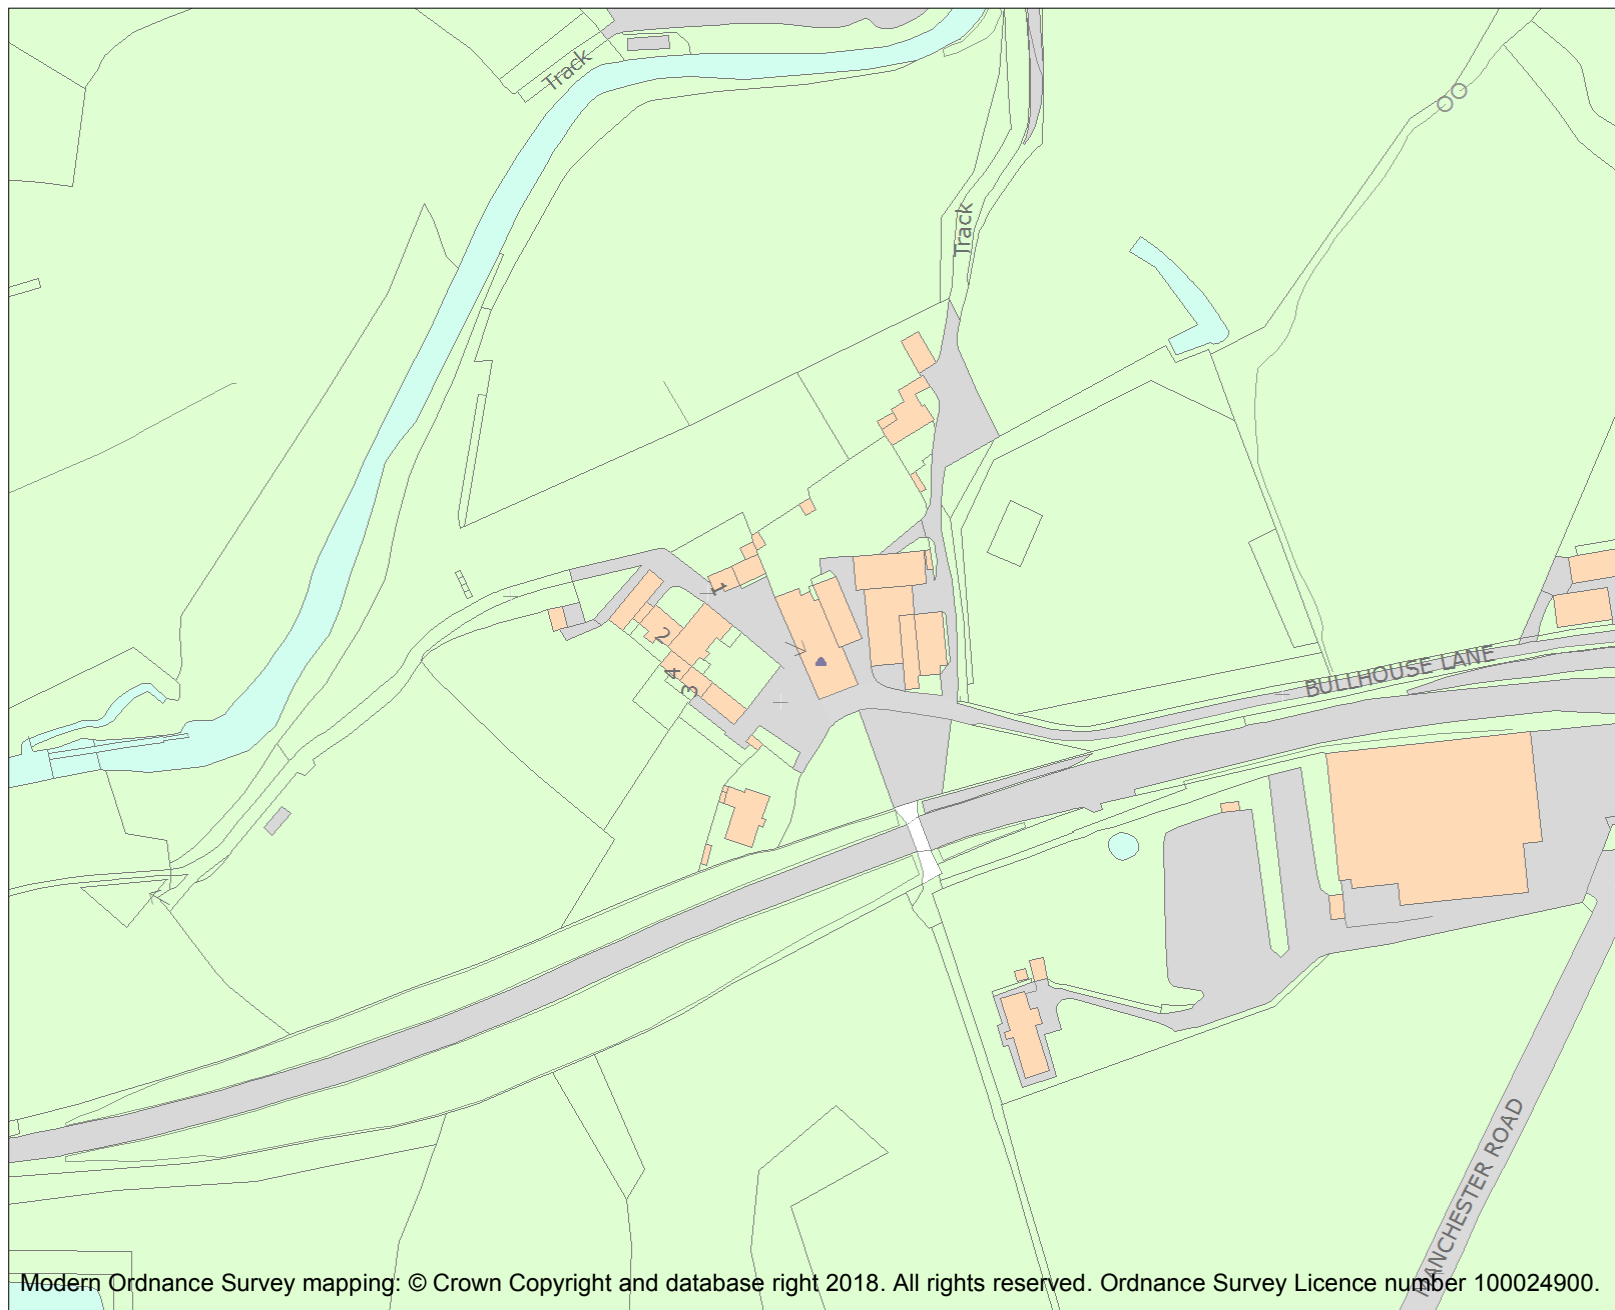 Track
Track
1
2
4
3
BULLHOUSE LANE
MANCHESTER ROAD
Modern Ordnance Survey mapping: © Crown Copyright and database right 2018. All rights reserved. Ordnance Survey Licence number 100024900.